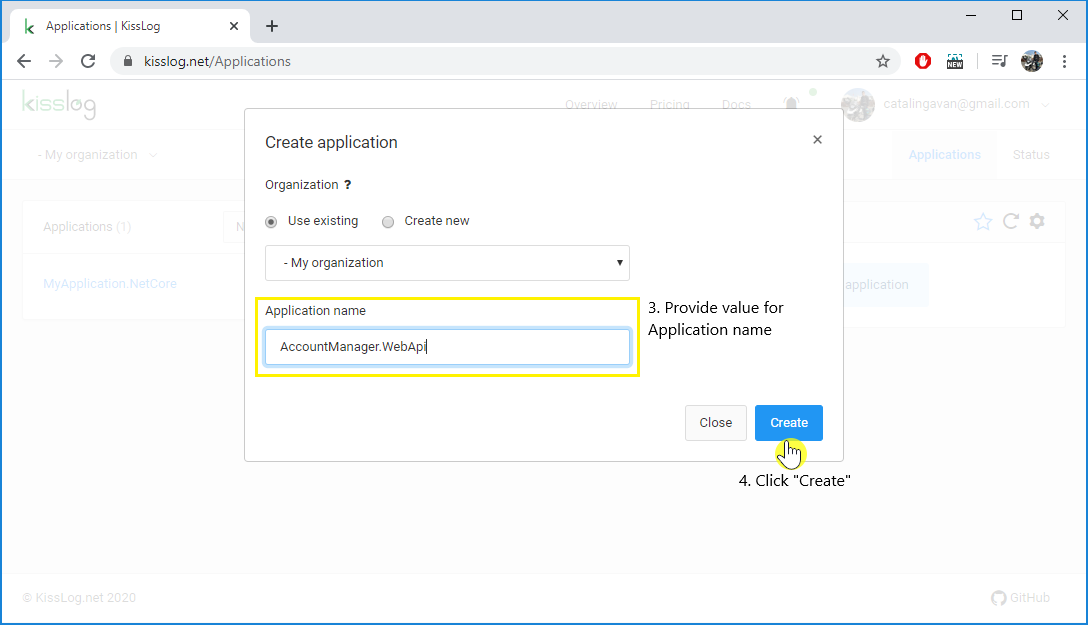 Applications | KissLog
kisslog.net/Applications
NEW
kisslog
Overview
Pricing
Docs
catalingavan@gmail.com
- My organization
Applications
Status
Applications (1)
N
MyApplication.NetCore
application
Create application
Organization ?
Use existing
Create new
- My organization
Application name
AccountManager.WebApi
3. Provide value for
Application name
Close
Create
4. Click "Create"
© KissLog.net 2020
GitHub